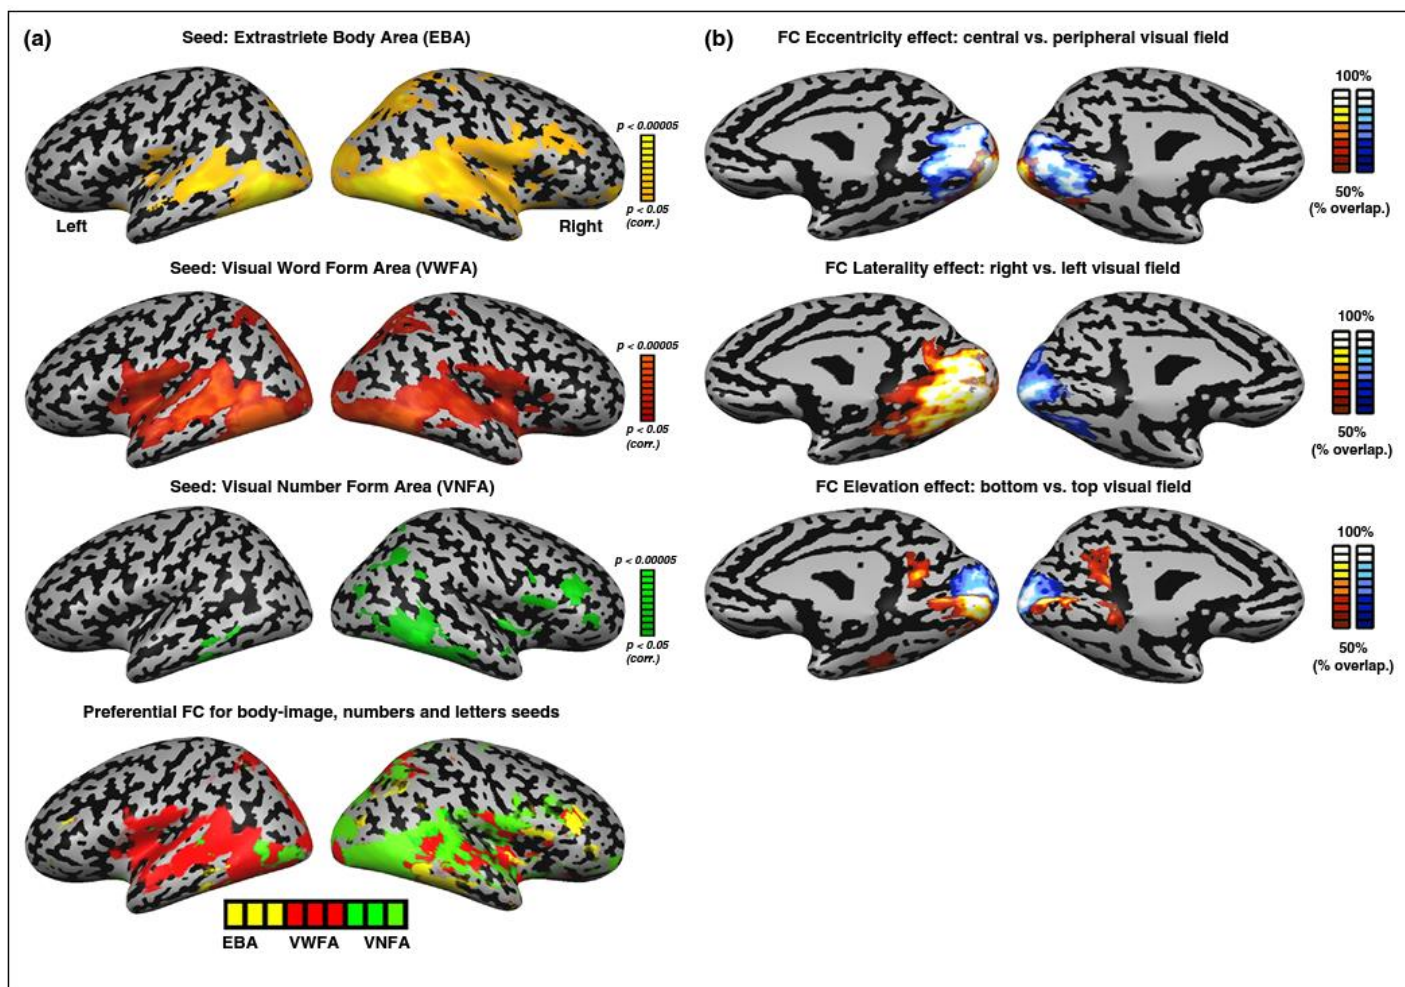 (a)
Seed: Extrastriete Body Area (EBA)
p < 0.00005
p < 0.05
(corr.)
Left
Right
Seed: Visual Word Form Area (VWFA)
p < 0.00005
p < 0.05
(corr.)
Seed: Visual Number Form Area (VNFA)
p < 0.00005
p < 0.05
(corr.)
Preferential FC for body-image, numbers and letters seeds
EBA VWFA VNFA
(b)
FC Eccentricity effect: central vs. peripheral visual field
100%
50%
(% overlap.)
FC Laterality effect: right vs. left visual field
100%
50%
(% overlap.)
FC Elevation effect: bottom vs. top visual field
100%
50%
(% overlap.)